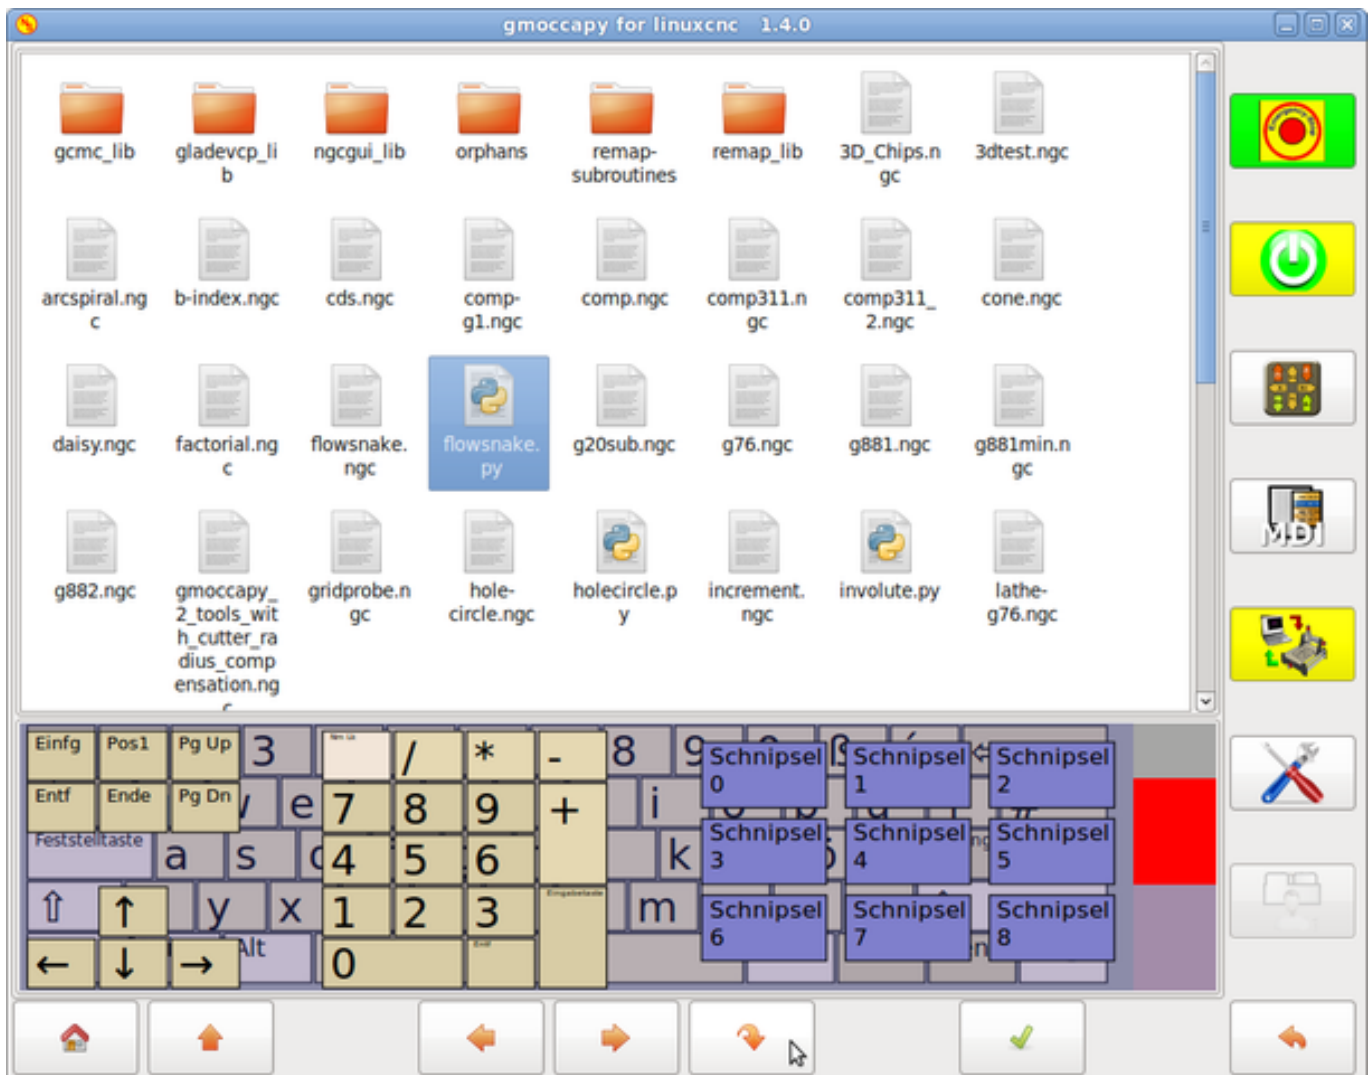 gmoccapy for linuxcnc 1.4.0
gcmc_lib
gladevcp_li
b
ngcgui_lib
orphans
remap-
subroutines
remap_lib
3D_Chips.n
gc
3dtest.ngc
arcspiral.ng
c
b-index.ngc
cds.ngc
comp-
g1.ngc
comp.ngc
comp311.n
gc
comp311_
2.ngc
cone.ngc
daisy.ngc
factorial.ng
c
flowsnake.
ngc
flowsnake.
py
g20sub.ngc
g76.ngc
g881.ngc
g881min.n
gc
g882.ngc
gmoccapy_
2_tools_wit
h_cutter_ra
dius_comp
ensation.ng
c
gridprobe.n
gc
hole-
circle.ngc
holecircle.p
y
increment.
ngc
involute.py
lathe-
g76.ngc
MDI
Einfg Pos1 Pg Up 3 / * - 8 9
Entf Ende Pg Dn e 7 8 9 + i
Feststelltaste a s 4 5 6 k
⇧ ↑ y x 1 2 3 Eingabetaste m
← ↓ → Alt 0 Entf
Schnipsel
0
Schnipsel
1
Schnipsel
2
Schnipsel
3
Schnipsel
4
Schnipsel
5
Schnipsel
6
Schnipsel
7
Schnipsel
8